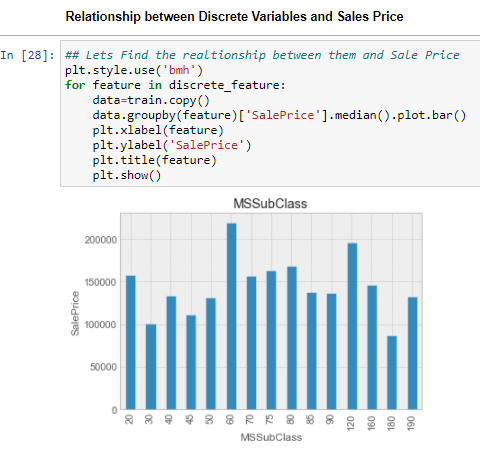 Relationship between Discrete Variables and Sales Price
In [28]: ## Lets Find the realtionship between them and Sale Price
plt.style.use('bmh')
for feature in discrete_feature:
    data=train.copy()
    data.groupby(feature)['SalePrice'].median().plot.bar()
    plt.xlabel(feature)
    plt.ylabel('SalePrice')
    plt.title(feature)
    plt.show()
MSSubClass
200000
150000
100000
50000
0
SalePrice
20 30 40 45 50 60 70 75 80 85 90 120 160 180 190
MSSubClass